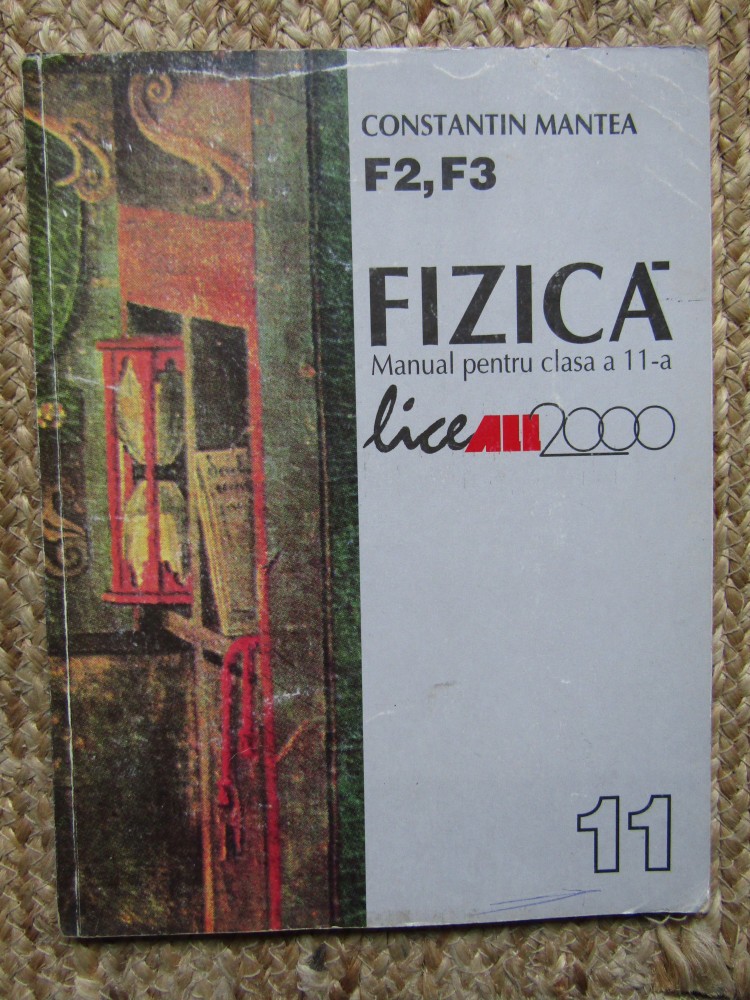 CONSTANTIN MANTEA
F2, F3
FIZICĂ
Manual pentru clasa a 11-a
liceALL2000
11